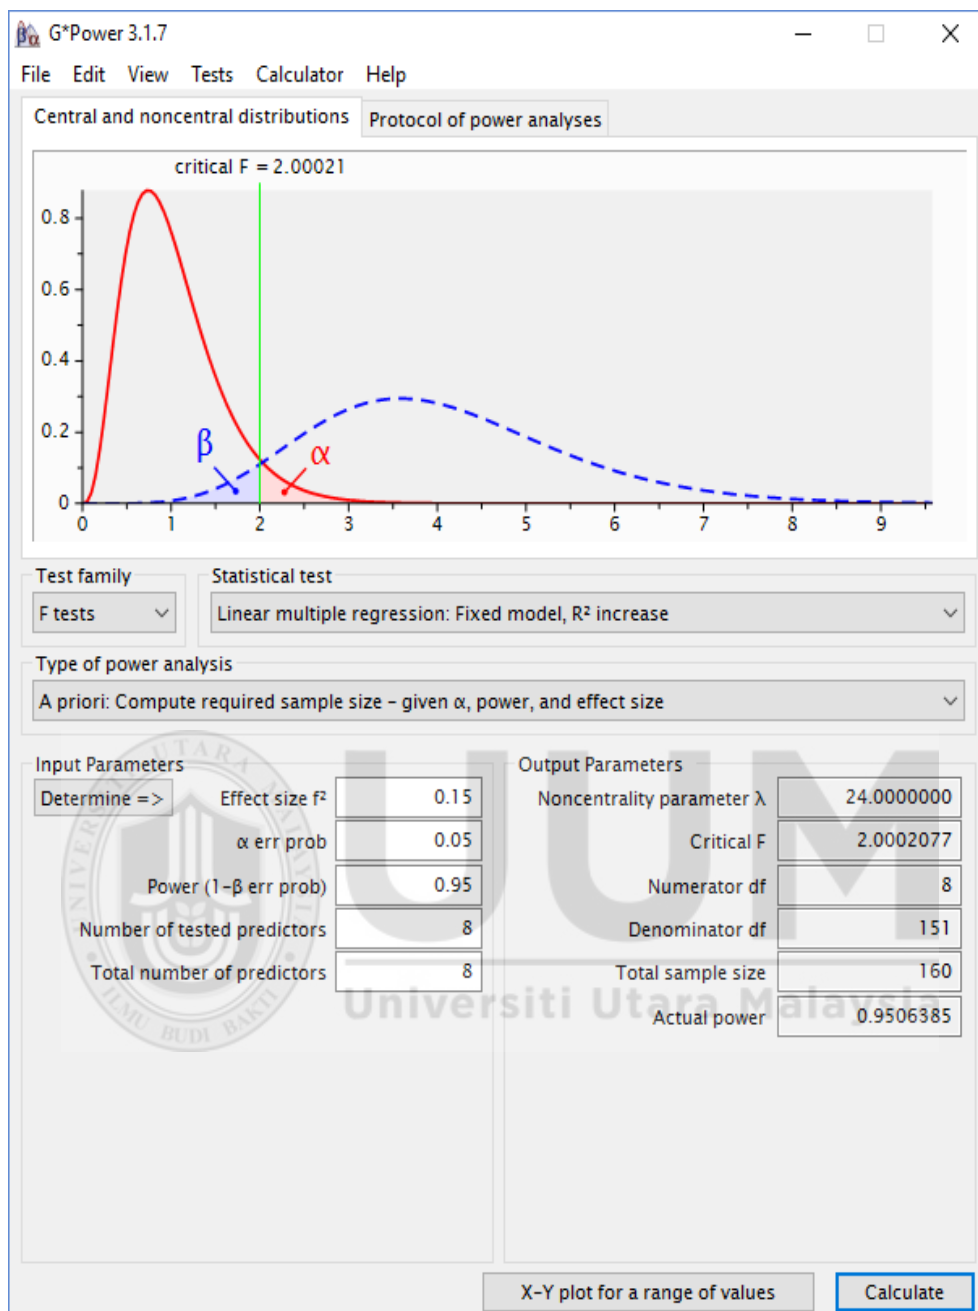 G*Power 3.1.7
File Edit View Tests Calculator Help
Central and noncentral distributions Protocol of power analyses
critical F = 2.00021
0.8
0.6
0.4
0.2
0
β
α
0 1 2 3 4 5 6 7 8 9
Test family Statistical test
F tests Linear multiple regression: Fixed model, R² increase
Type of power analysis
A priori: Compute required sample size – given α, power, and effect size
Input Parameters Output Parameters
Determine => Effect size f² 0.15 Noncentrality parameter λ 24.0000000
α err prob 0.05 Critical F 2.0002077
Power (1–β err prob) 0.95 Numerator df 8
Number of tested predictors 8 Denominator df 151
Total number of predictors 8 Total sample size 160
Actual power 0.9506385
UNIVERSITI UTARA MALAYSIA
ILMU BUDI BAKTI
UUM
Universiti Utara Malaysia
X-Y plot for a range of values Calculate